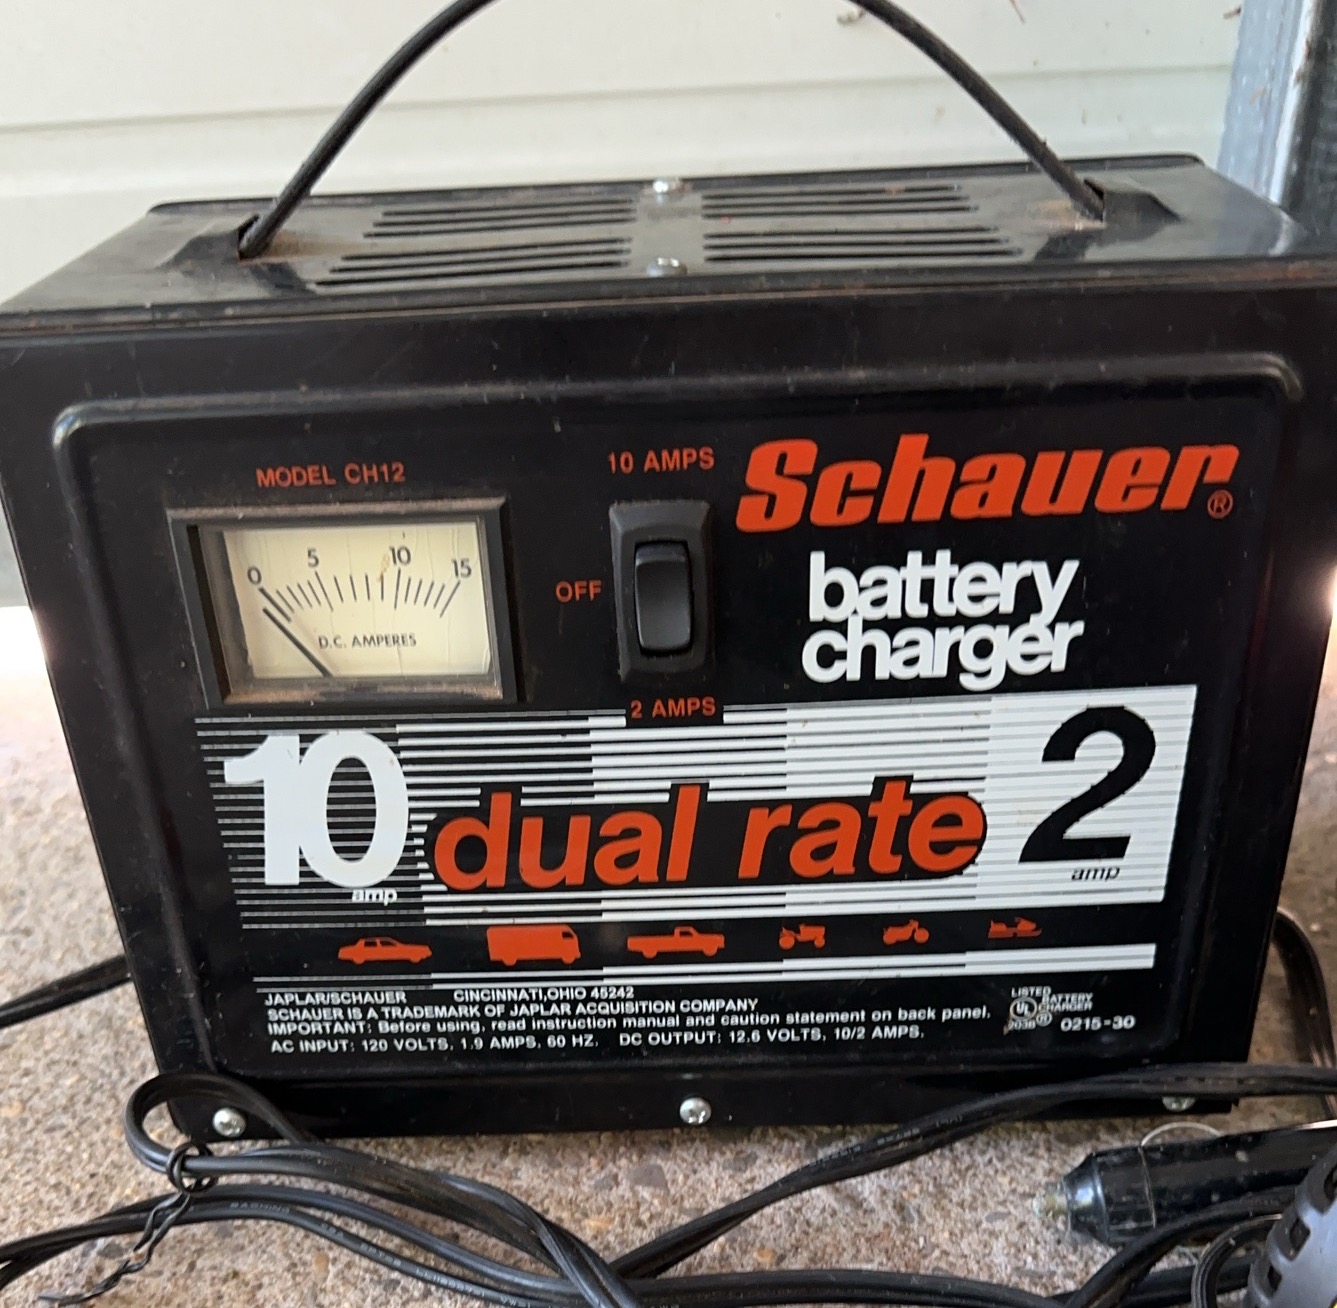 MODEL CH12
0 5 10 15
D.C. AMPERES
10 AMPS
OFF
2 AMPS
Schauer®
battery
charger
10
amp
dual rate
2
amp
JAPLAR/SCHAUER CINCINNATI,OHIO 45242
SCHAUER IS A TRADEMARK OF JAPLAR ACQUISITION COMPANY
IMPORTANT: Before using, read instruction manual and caution statement on back panel.
AC INPUT: 120 VOLTS, 1.9 AMPS, 60 HZ. DC OUTPUT: 12.6 VOLTS, 10/2 AMPS.
LISTED
UL ® BATTERY
CHARGER
0215-30